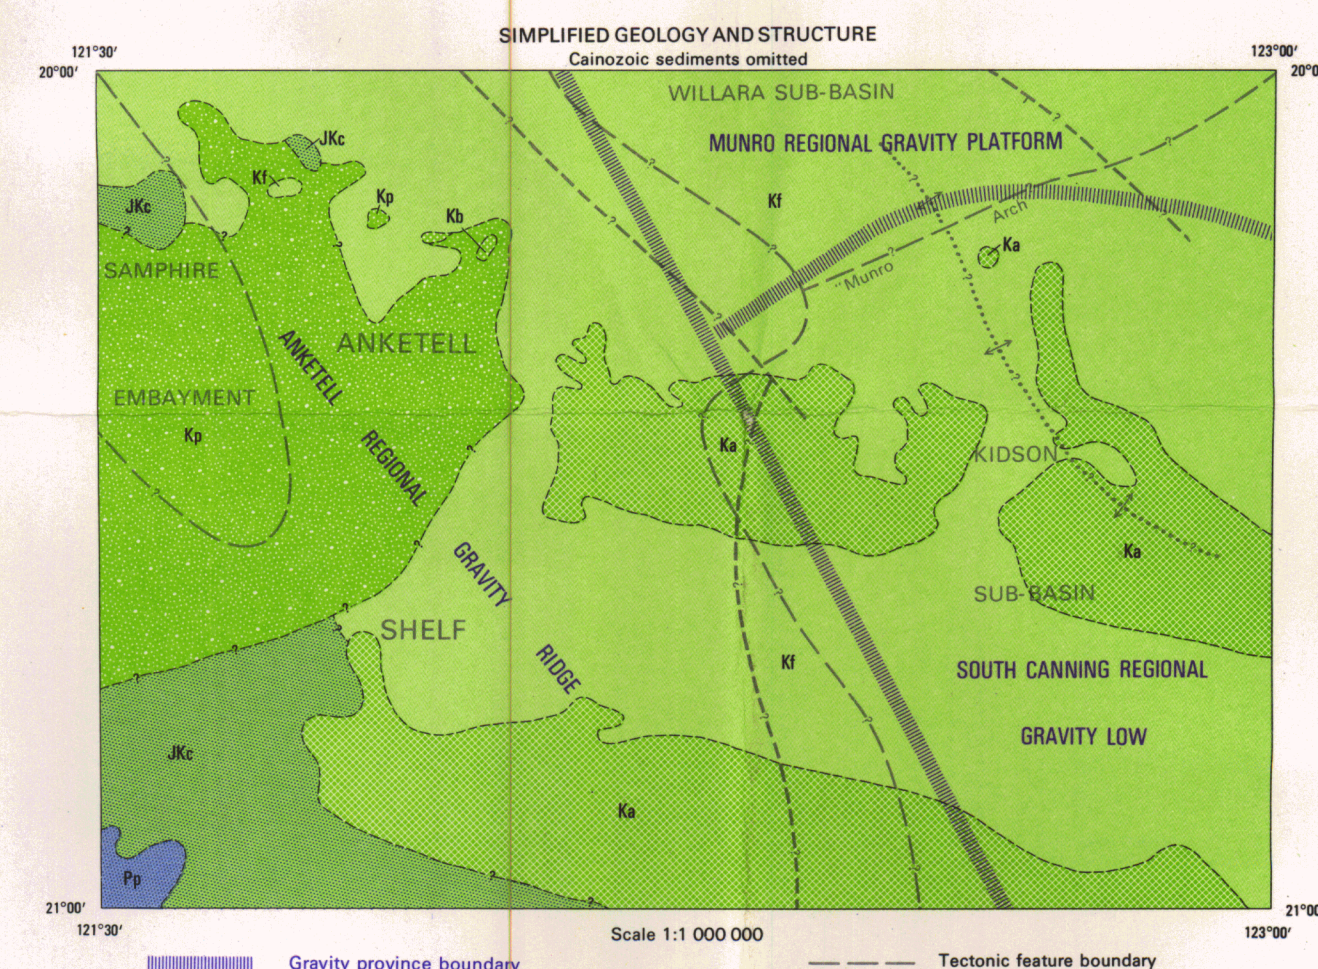 SIMPLIFIED GEOLOGY AND STRUCTURE
Cainozoic sediments omitted
121°30′
123°00′
20°00′
20°0
WILLARA SUB-BASIN
MUNRO REGIONAL GRAVITY PLATFORM
JKc
Kf
Kp
JKc
Kb
Kf
Arch
Ka
SAMPHIRE
"Munro
ANKETELL
ANKETELL
EMBAYMENT
Kp
REGIONAL
Ka
KIDSON
GRAVITY
Ka
SUB-BASIN
SHELF
RIDGE
Kf
SOUTH CANNING REGIONAL
GRAVITY LOW
JKc
Ka
Pp
21°00′
21°00
121°30′
Scale 1:1 000 000
123°00′
Gravity province boundary
Tectonic feature boundary